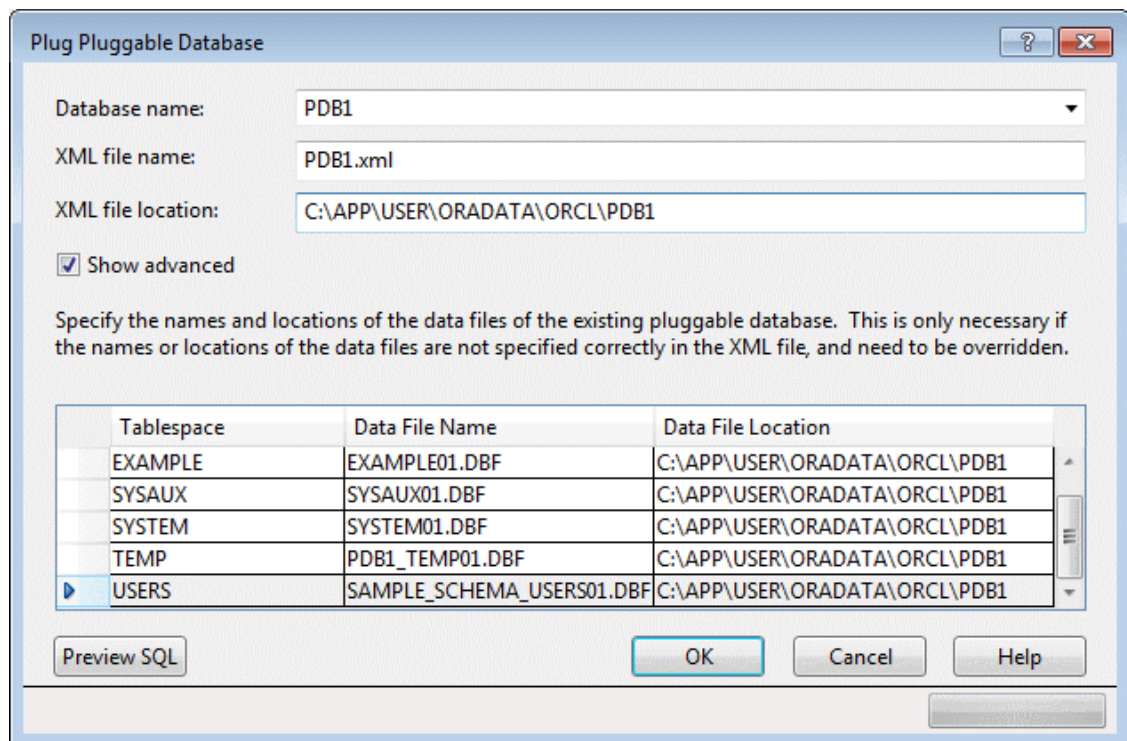 Plug Pluggable Database
Database name: PDB1
XML file name: PDB1.xml
XML file location: C:\APP\USER\ORADATA\ORCL\PDB1
Show advanced
Specify the names and locations of the data files of the existing pluggable database. This is only necessary if
the names or locations of the data files are not specified correctly in the XML file, and need to be overridden.
Tablespace Data File Name Data File Location
EXAMPLE EXAMPLE01.DBF C:\APP\USER\ORADATA\ORCL\PDB1
SYSAUX SYSAUX01.DBF C:\APP\USER\ORADATA\ORCL\PDB1
SYSTEM SYSTEM01.DBF C:\APP\USER\ORADATA\ORCL\PDB1
TEMP PDB1_TEMP01.DBF C:\APP\USER\ORADATA\ORCL\PDB1
USERS SAMPLE_SCHEMA_USERS01.DBF C:\APP\USER\ORADATA\ORCL\PDB1
Preview SQL OK Cancel Help